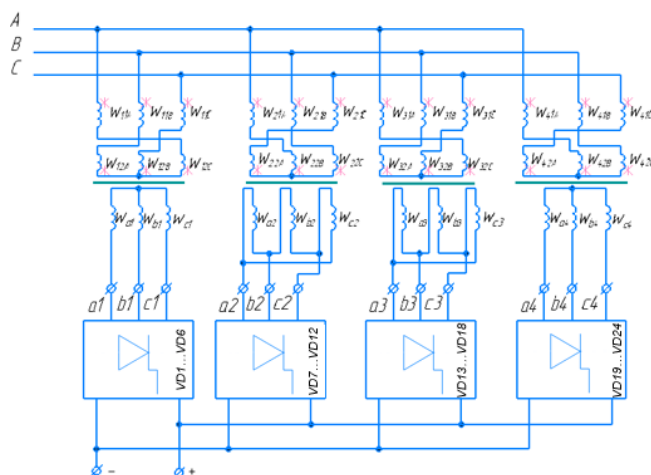 A
B
C
W11A W11B W11C W21A W21B W21C W31A W31B W31C W41A W41B W41C
W12A W12B W12C W22A W22B W22C W32A W32B W32C W42A W42B W42C
Wa1 Wb1 Wc1 Wa2 Wb2 Wc2 Wa3 Wb3 Wc3 Wa4 Wb4 Wc4
a1 b1 c1 a2 b2 c2 a3 b3 c3 a4 b4 c4
VD1...VD6 VD7...VD12 VD13...VD18 VD19...VD24
- +